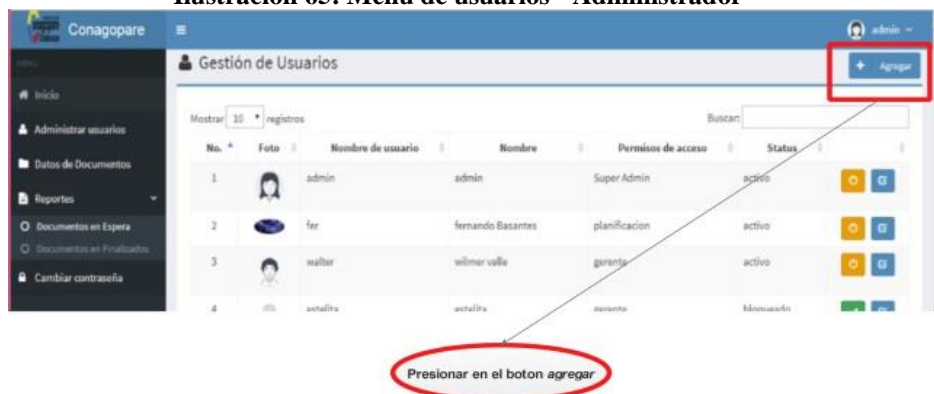 Ilustración 65: Menú de usuarios - Administrador
Conagopare
admin
MENU
Gestión de Usuarios
Agregar
Inicio
Mostrar 10 registros
Buscar:
Administrar usuarios
No. Foto Nombre de usuario Nombre Permisos de acceso Status
Datos de Documentos
1 admin admin Super Admin activo
Reportes
Documentos en Espera
2 fer fernando Basantes planificacion activo
Documentos en Finalizados
3 walter wilmer valle gerente activo
Cambiar contraseña
4 estelita estelita gerente bloqueado
Presionar en el boton agregar